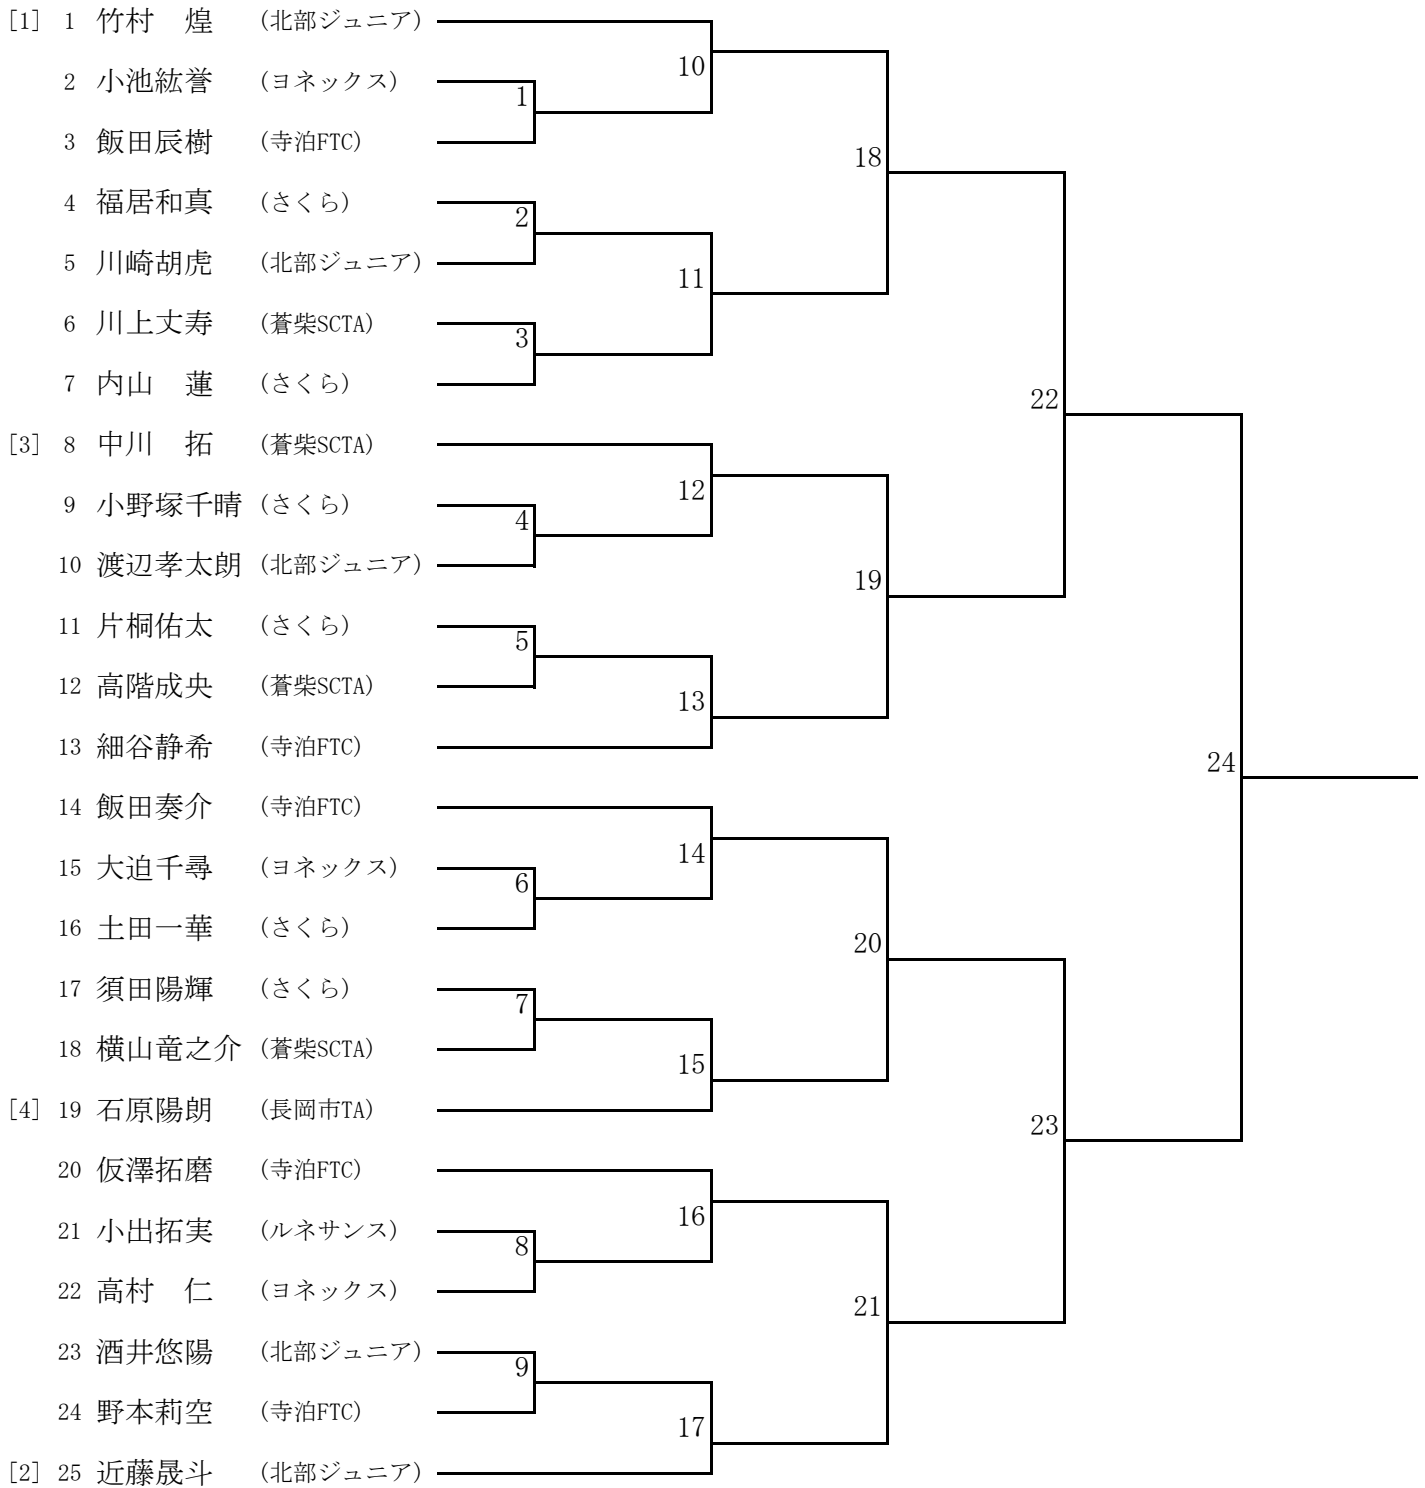 [1] 1 竹村　煌 (北部ジュニア)
10
2 小池紘誉 (ヨネックス)
1
3 飯田辰樹 (寺泊FTC)
18
4 福居和真 (さくら)
2
5 川崎胡虎 (北部ジュニア)
11
6 川上丈寿 (蒼柴SCTA)
3
7 内山　蓮 (さくら)
22
[3] 8 中川　拓 (蒼柴SCTA)
12
9 小野塚千晴 (さくら)
4
10 渡辺孝太朗 (北部ジュニア)
19
11 片桐佑太 (さくら)
5
12 高階成央 (蒼柴SCTA)
13
13 細谷静希 (寺泊FTC)
24
14 飯田奏介 (寺泊FTC)
14
15 大迫千尋 (ヨネックス)
6
16 土田一華 (さくら)
20
17 須田陽輝 (さくら)
7
18 横山竜之介 (蒼柴SCTA)
15
[4] 19 石原陽朗 (長岡市TA)
23
20 仮澤拓磨 (寺泊FTC)
16
21 小出拓実 (ルネサンス)
8
22 高村　仁 (ヨネックス)
21
23 酒井悠陽 (北部ジュニア)
9
24 野本莉空 (寺泊FTC)
17
[2] 25 近藤晟斗 (北部ジュニア)